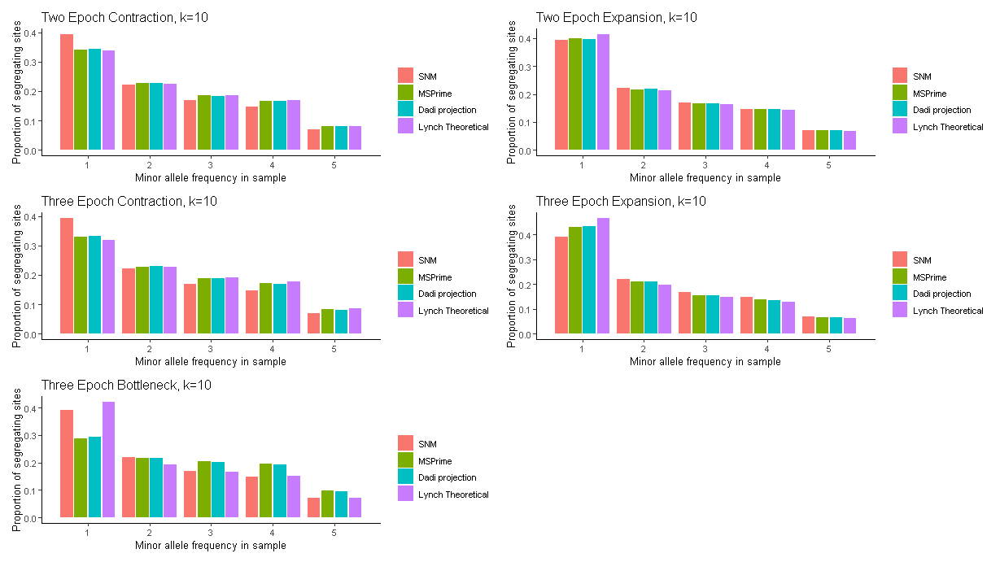 Two Epoch Contraction, k=10
Proportion of segregating sites
0.4
0.3
0.2
0.1
0.0
1 2 3 4 5
Minor allele frequency in sample
SNM
MSPrime
Dadi projection
Lynch Theoretical
Two Epoch Expansion, k=10
Proportion of segregating sites
0.4
0.3
0.2
0.1
0.0
1 2 3 4 5
Minor allele frequency in sample
SNM
MSPrime
Dadi projection
Lynch Theoretical
Three Epoch Contraction, k=10
Proportion of segregating sites
0.4
0.3
0.2
0.1
0.0
1 2 3 4 5
Minor allele frequency in sample
SNM
MSPrime
Dadi projection
Lynch Theoretical
Three Epoch Expansion, k=10
Proportion of segregating sites
0.4
0.3
0.2
0.1
0.0
1 2 3 4 5
Minor allele frequency in sample
SNM
MSPrime
Dadi projection
Lynch Theoretical
Three Epoch Bottleneck, k=10
Proportion of segregating sites
0.4
0.3
0.2
0.1
0.0
1 2 3 4 5
Minor allele frequency in sample
SNM
MSPrime
Dadi projection
Lynch Theoretical